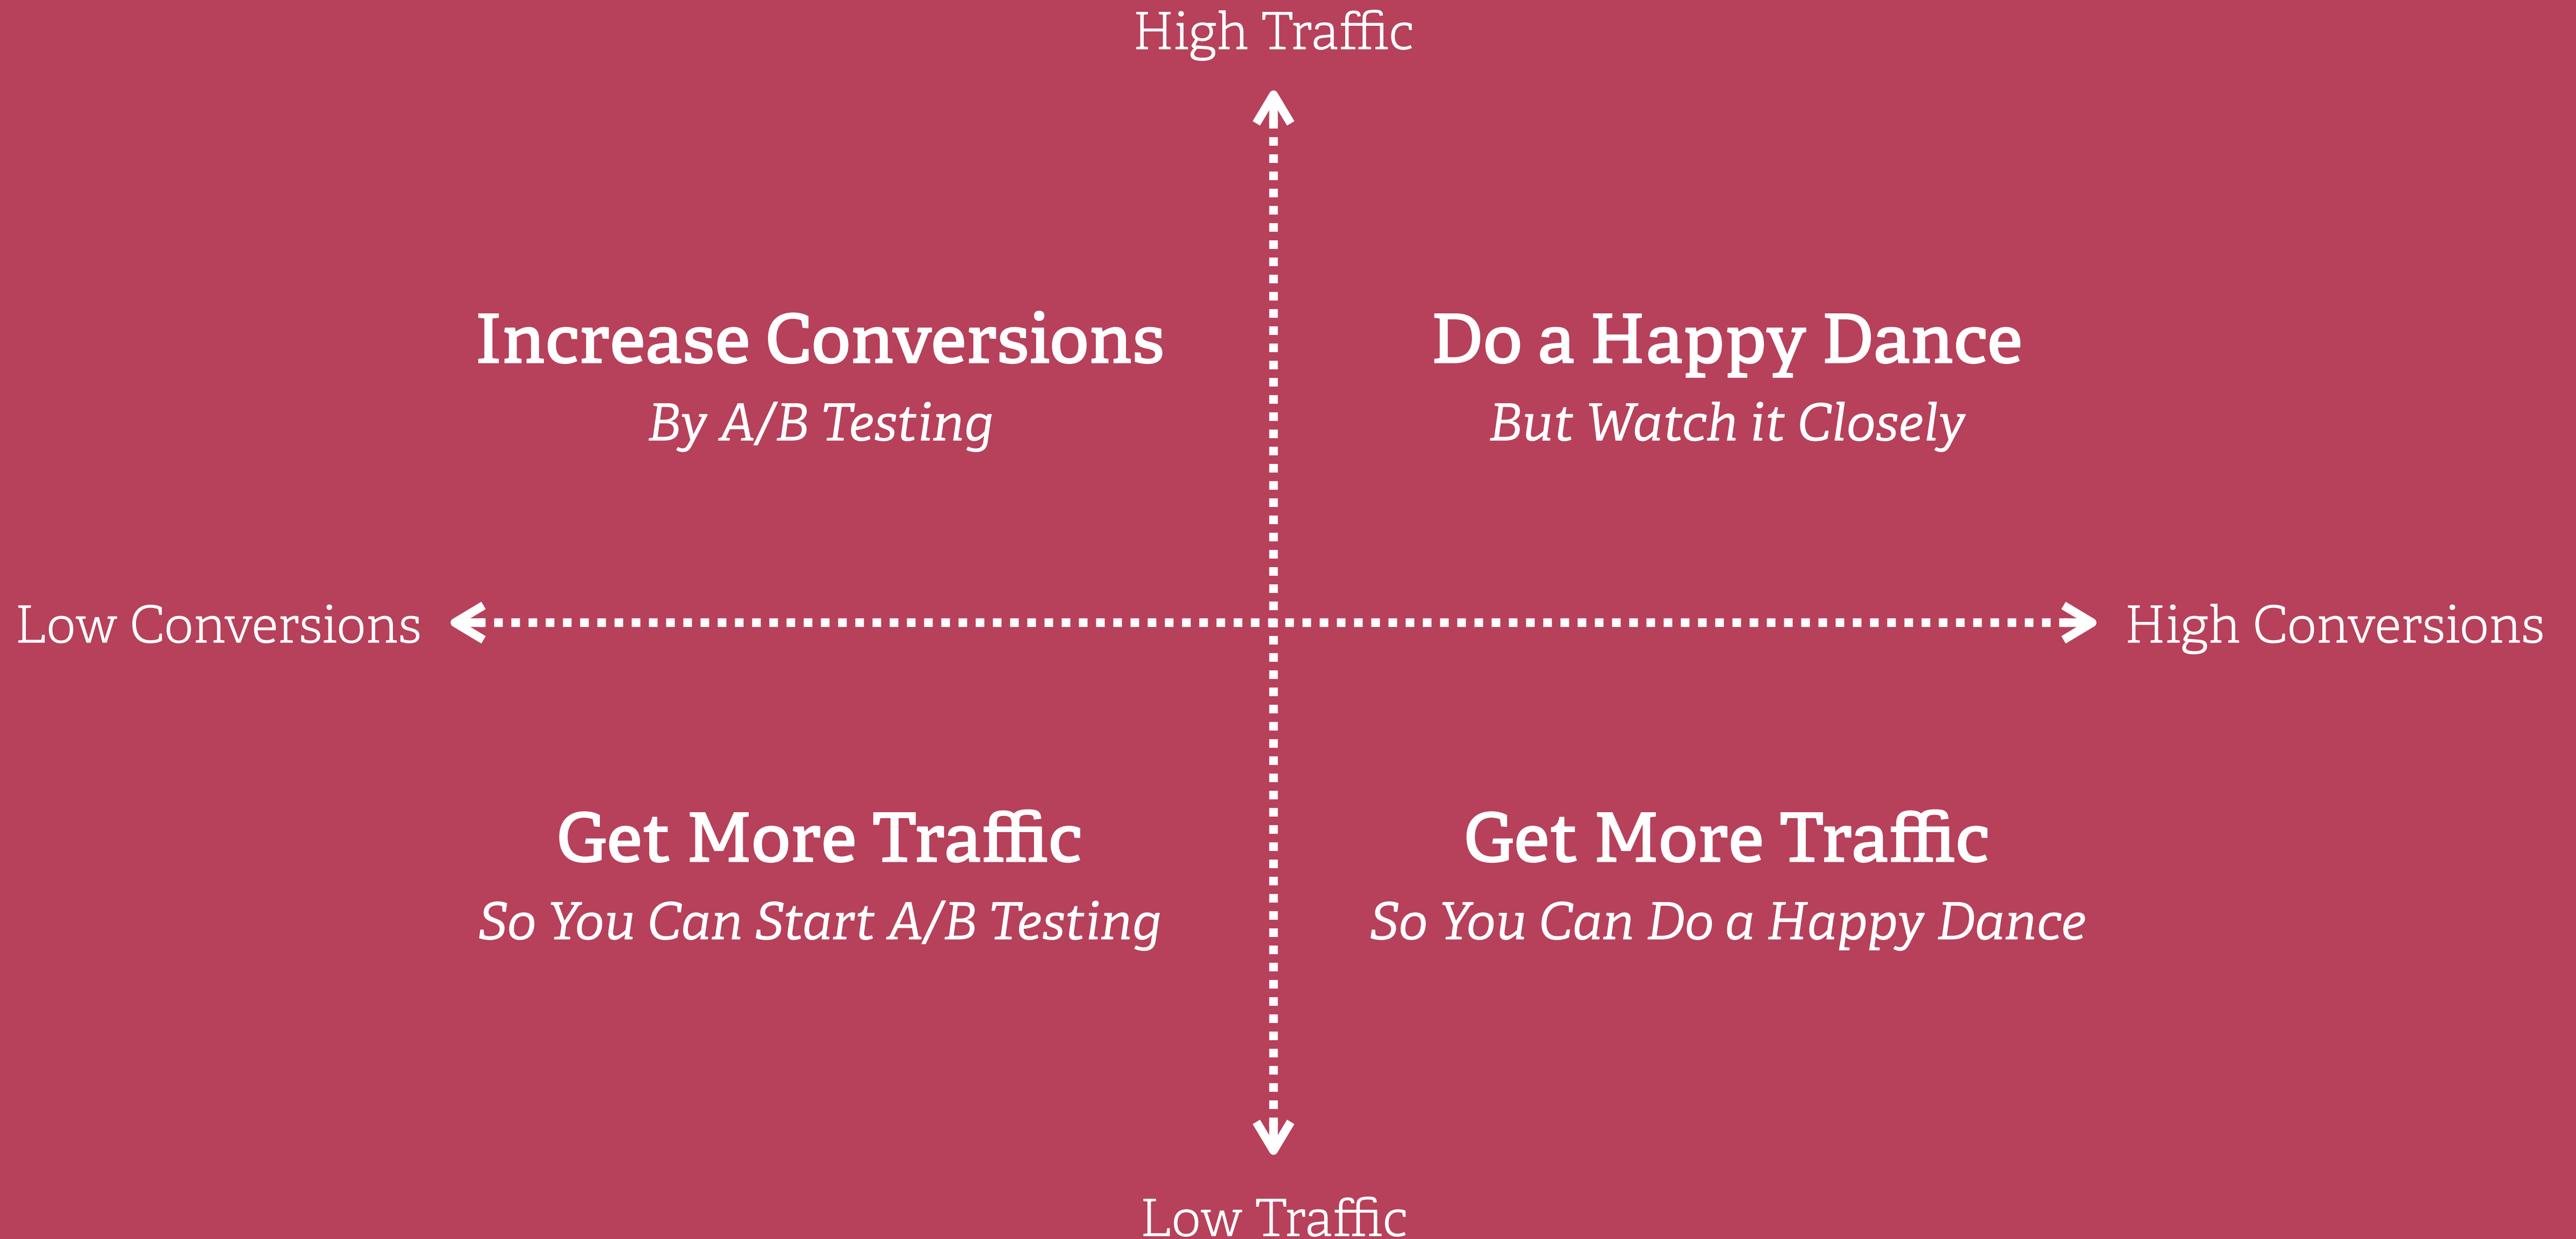 High Traffic
Increase Conversions
By A/B Testing
Do a Happy Dance
But Watch it Closely
Low Conversions
High Conversions
Get More Traffic
So You Can Start A/B Testing
Get More Traffic
So You Can Do a Happy Dance
Low Traffic